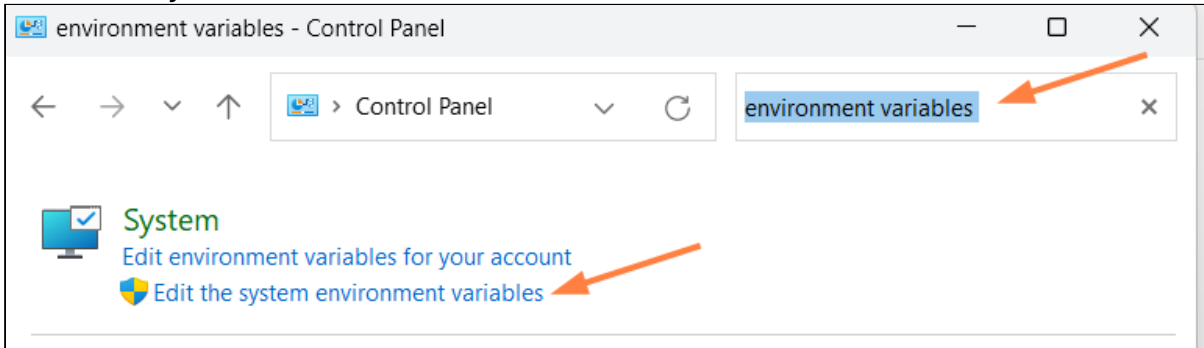 environment variables - Control Panel
Control Panel
environment variables
System
Edit environment variables for your account
Edit the system environment variables